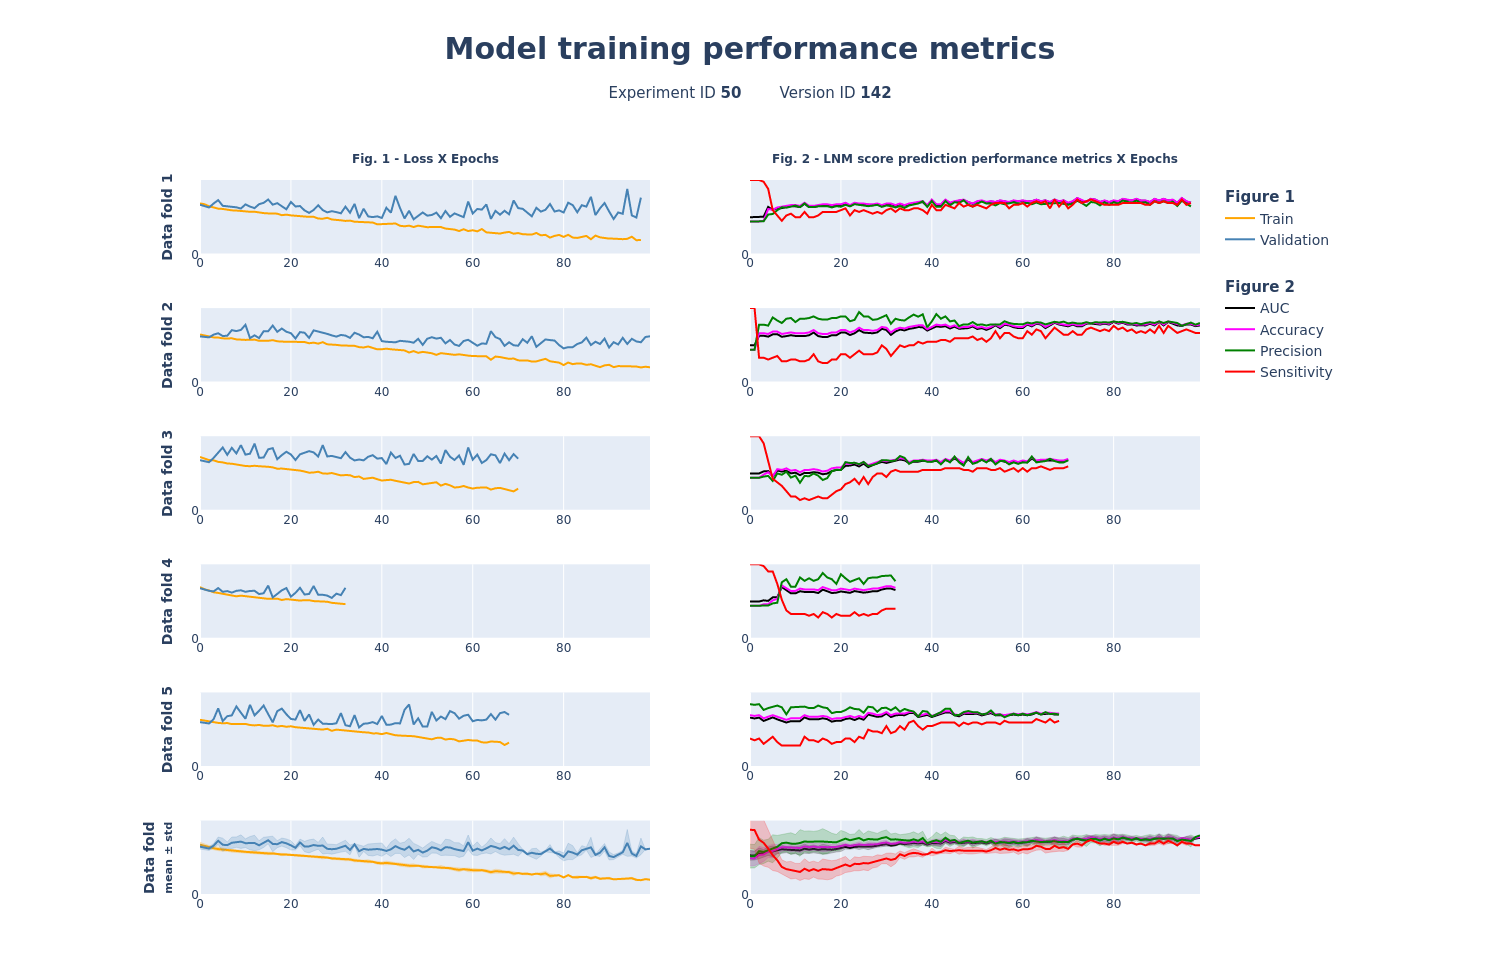 Model training performance metrics
Experiment ID 50 Version ID 142
Fig. 1 - Loss X Epochs
Fig. 2 - LNM score prediction performance metrics X Epochs
Data fold 1
0
0 20 40 60 80
0
0 20 40 60 80
Figure 1
Train
Validation
Figure 2
AUC
Accuracy
Precision
Sensitivity
Data fold 2
0
0 20 40 60 80
0
0 20 40 60 80
Data fold 3
0
0 20 40 60 80
0
0 20 40 60 80
Data fold 4
0
0 20 40 60 80
0
0 20 40 60 80
Data fold 5
0
0 20 40 60 80
0
0 20 40 60 80
Data fold
mean ± std
0
0 20 40 60 80
0
0 20 40 60 80